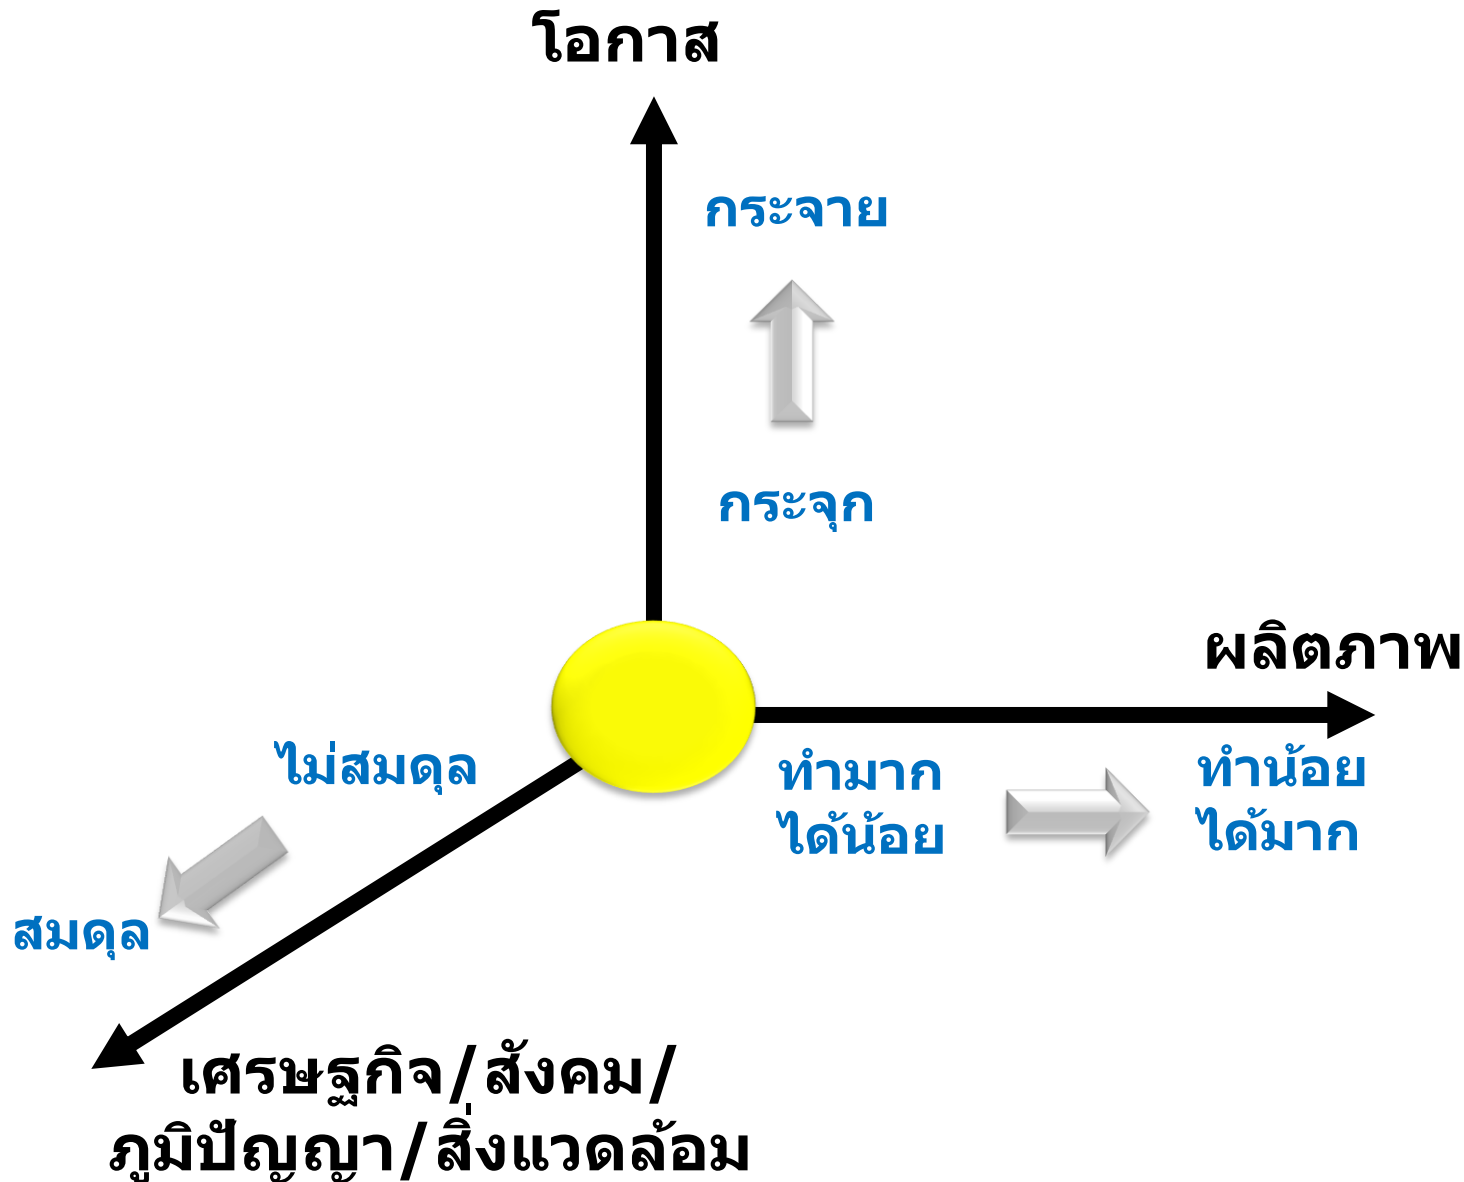 โอกาส
กระจาย
กระจุก
ผลิตภาพ
ทำมาก
ได้น้อย
ทำน้อย
ได้มาก
ไม่สมดุล
สมดุล
เศรษฐกิจ/สังคม/
ภูมิปัญญา/สิ่งแวดล้อม